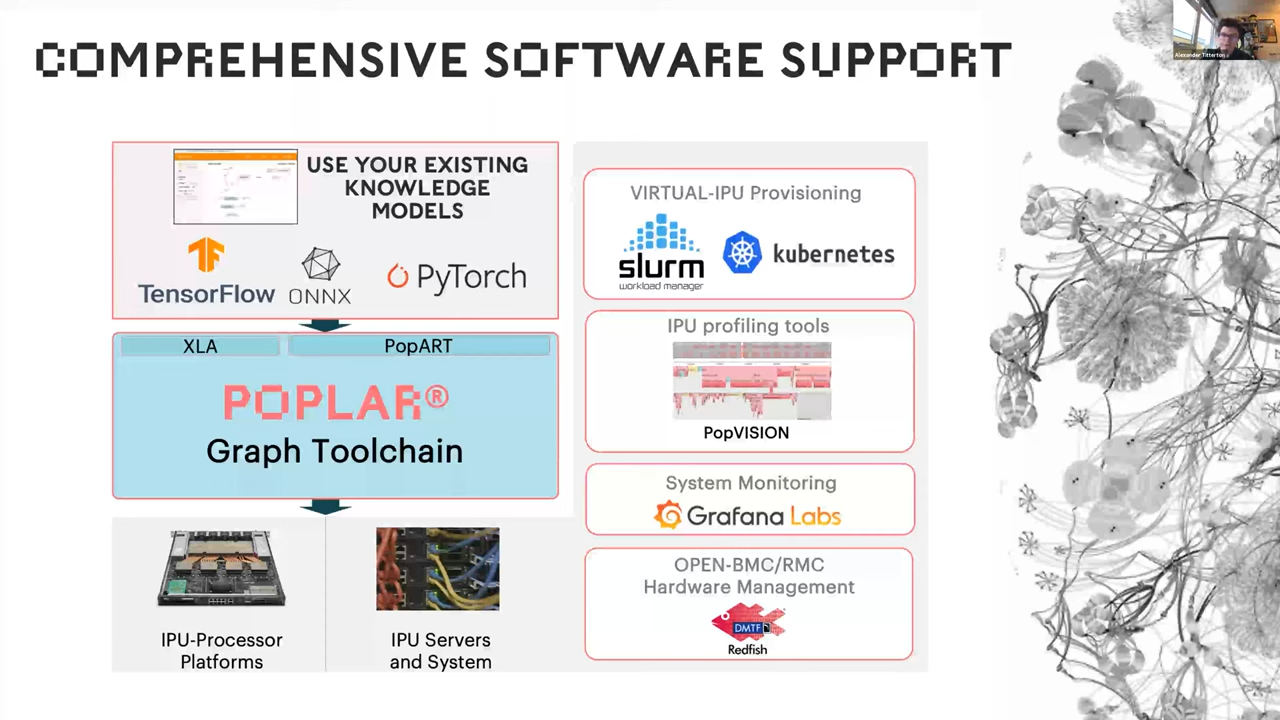 COMPREHENSIVE SOFTWARE SUPPORT
Alexander Titterton
USE YOUR EXISTING
KNOWLEDGE
MODELS
TensorFlow
ONNX
PyTorch
XLA
PopART
POPLAR®
Graph Toolchain
IPU-Processor
Platforms
IPU Servers
and System
VIRTUAL-IPU Provisioning
slurm
workload manager
kubernetes
IPU profiling tools
PopVISION
System Monitoring
Grafana Labs
OPEN-BMC/RMC
Hardware Management
DMTF
Redfish